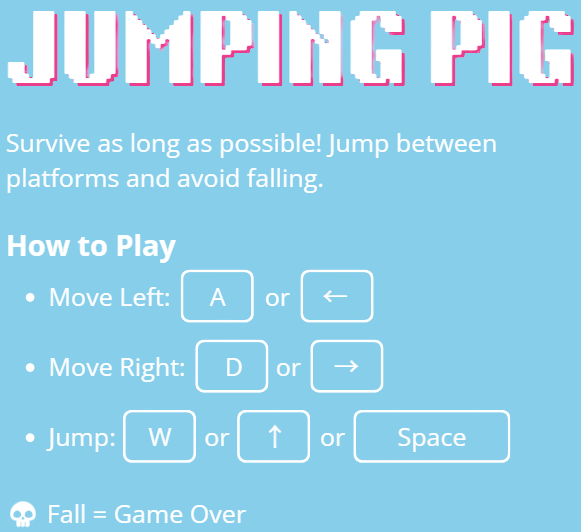 JUMPING PIG
Survive as long as possible! Jump between
platforms and avoid falling.
How to Play
• Move Left: A or ←
• Move Right: D or →
• Jump: W or ↑ or Space
💀 Fall = Game Over